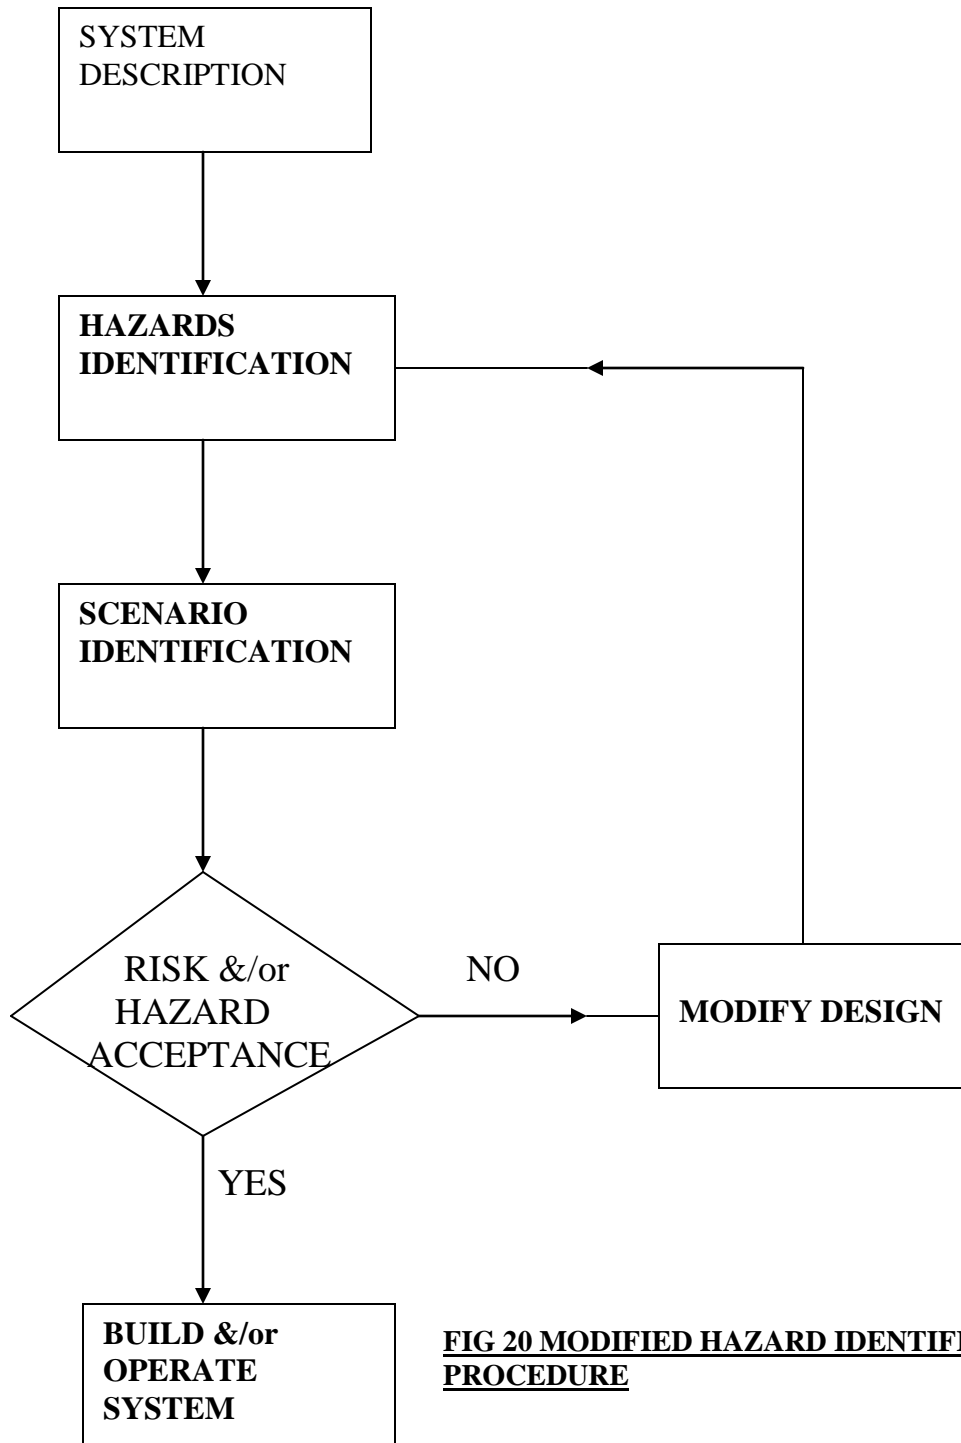 SYSTEM
DESCRIPTION
HAZARDS
IDENTIFICATION
SCENARIO
IDENTIFICATION
RISK &/or
HAZARD
ACCEPTANCE
NO
MODIFY DESIGN
YES
BUILD &/or
OPERATE
SYSTEM
FIG 20 MODIFIED HAZARD
PROCEDURE